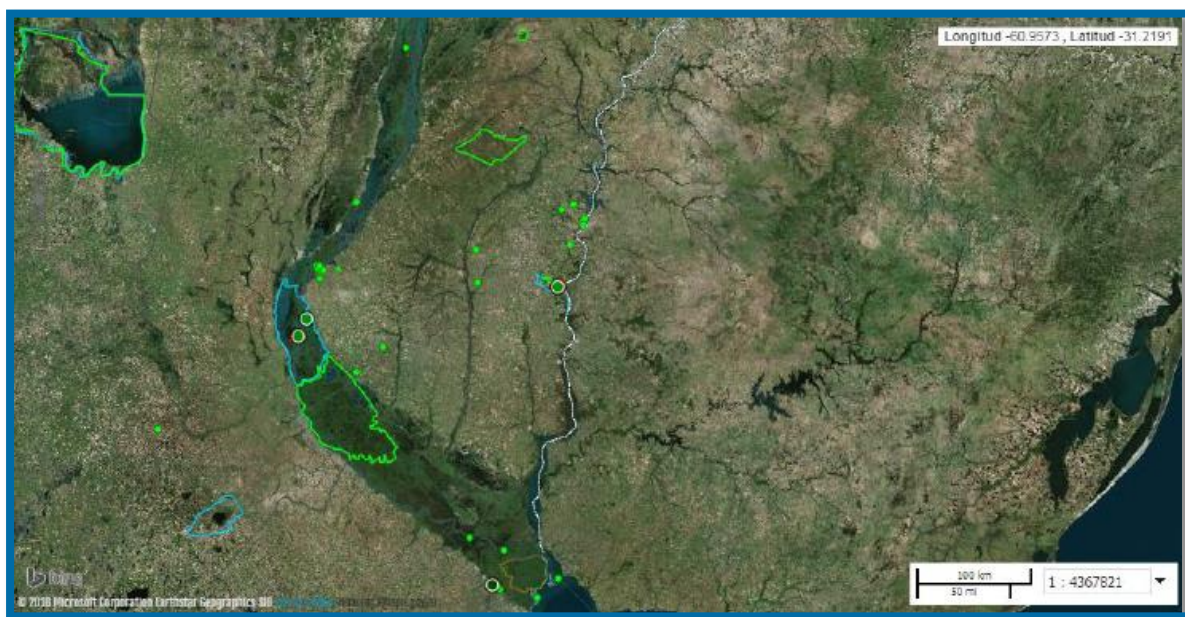 Longitud -60.9573 , Latitud -31.2191
100 km
50 mi
1 : 4367821
bing
© 2018 Microsoft Corporation Earthstar Geographics SIO